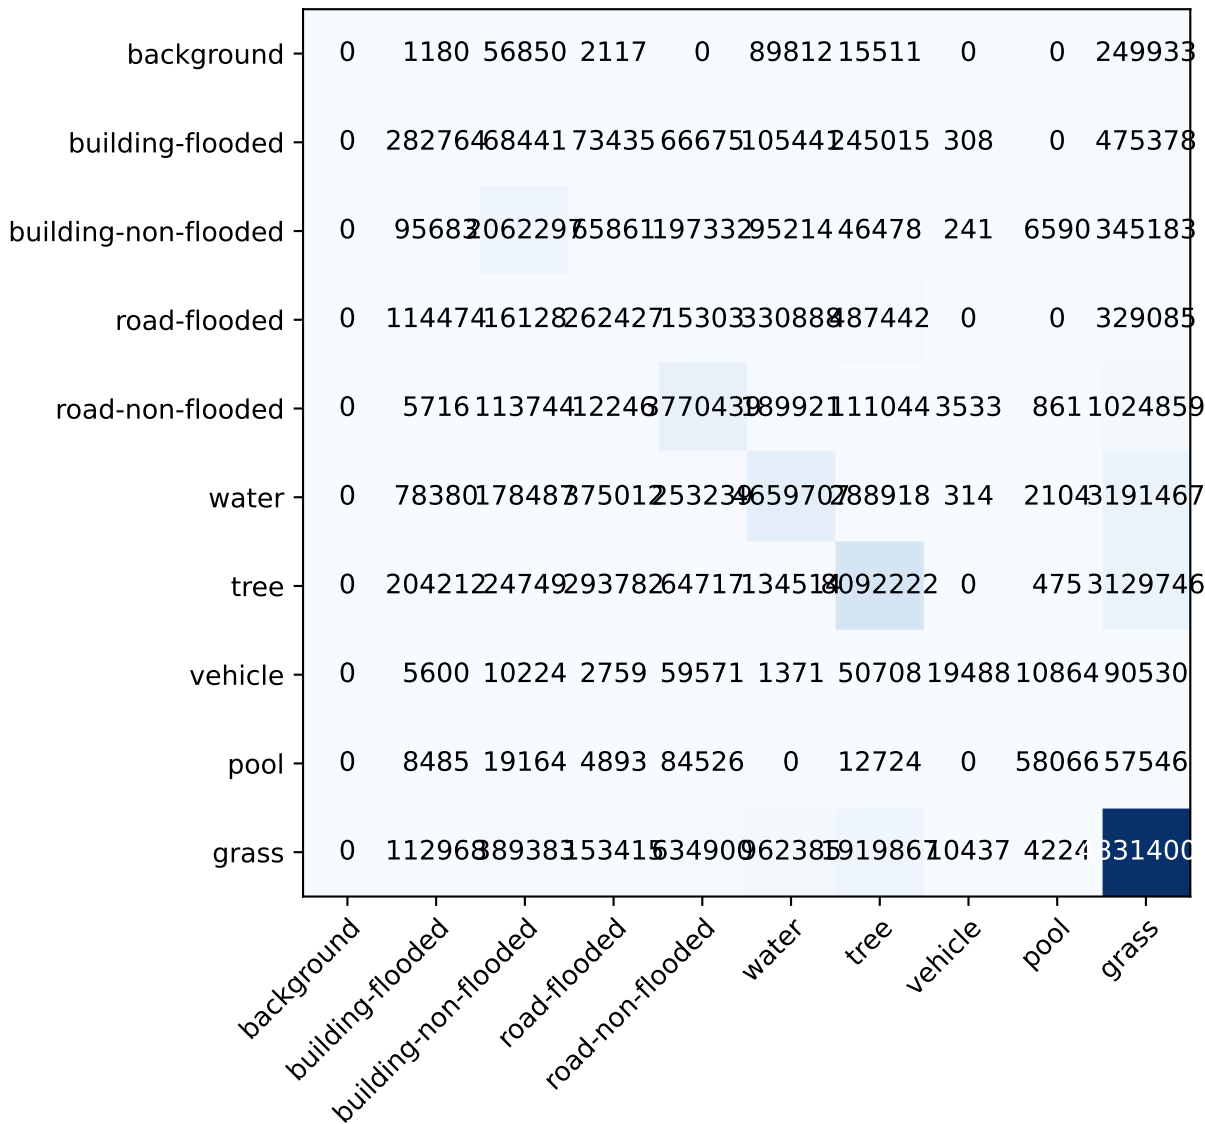 background 0 1180 56850 2117 0 89812 15511 0 0 249933
building-flooded 0 282764 68441 73435 66675 105441 245015 308 0 475378
building-non-flooded 0 95683 2062297 65861 197332 95214 46478 241 6590 345183
road-flooded 0 114474 16128 262427 15303 330888 487442 0 0 329085
road-non-flooded 0 5716 113744 12246 3770439 189921 111044 3533 861 1024859
water 0 78380 178487 375012 253239 4659707 288918 314 2104 3191467
tree 0 204212 24749 293782 64717 134514 8092222 0 475 3129746
vehicle 0 5600 10224 2759 59571 1371 50708 19488 10864 90530
pool 0 8485 19164 4893 84526 0 12724 0 58066 57546
grass 0 112968 389383 153415 634900 962385 1919867 10437 4224
background
building-flooded
building-non-flooded
road-flooded
road-non-flooded
water
tree
vehicle
pool
grass